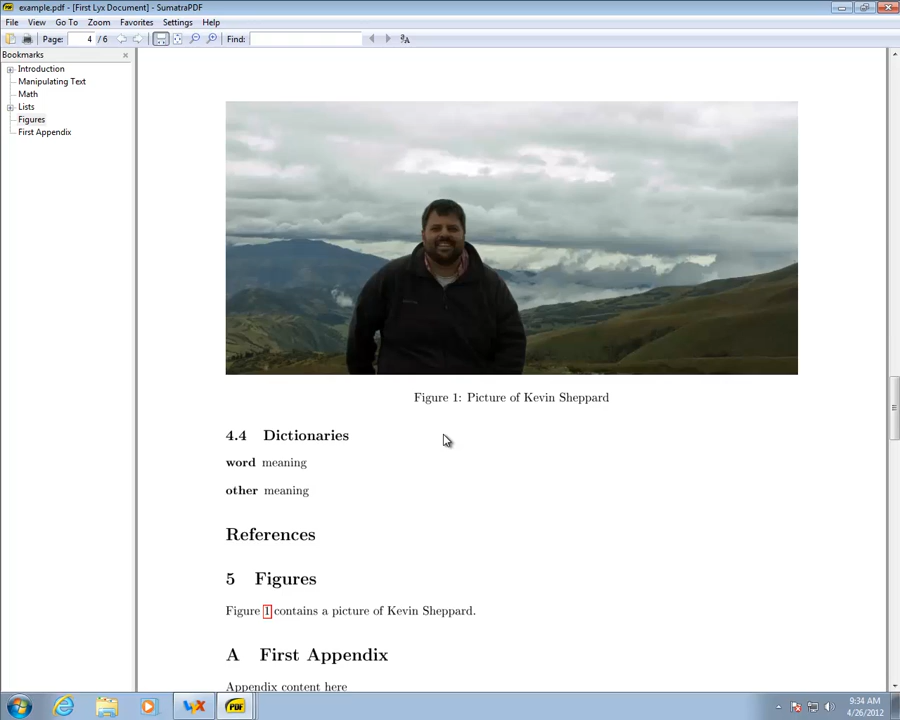 example.pdf - [First Lyx Document] - SumatraPDF
File View Go To Zoom Favorites Settings Help
Page: 4 / 6 Find:
Bookmarks
Introduction
Manipulating Text
Math
Lists
Figures
First Appendix
Figure 1: Picture of Kevin Sheppard
4.4 Dictionaries
word meaning
other meaning
References
5 Figures
Figure 1 contains a picture of Kevin Sheppard.
A First Appendix
Appendix content here
PDF
9:34 AM
4/26/2012